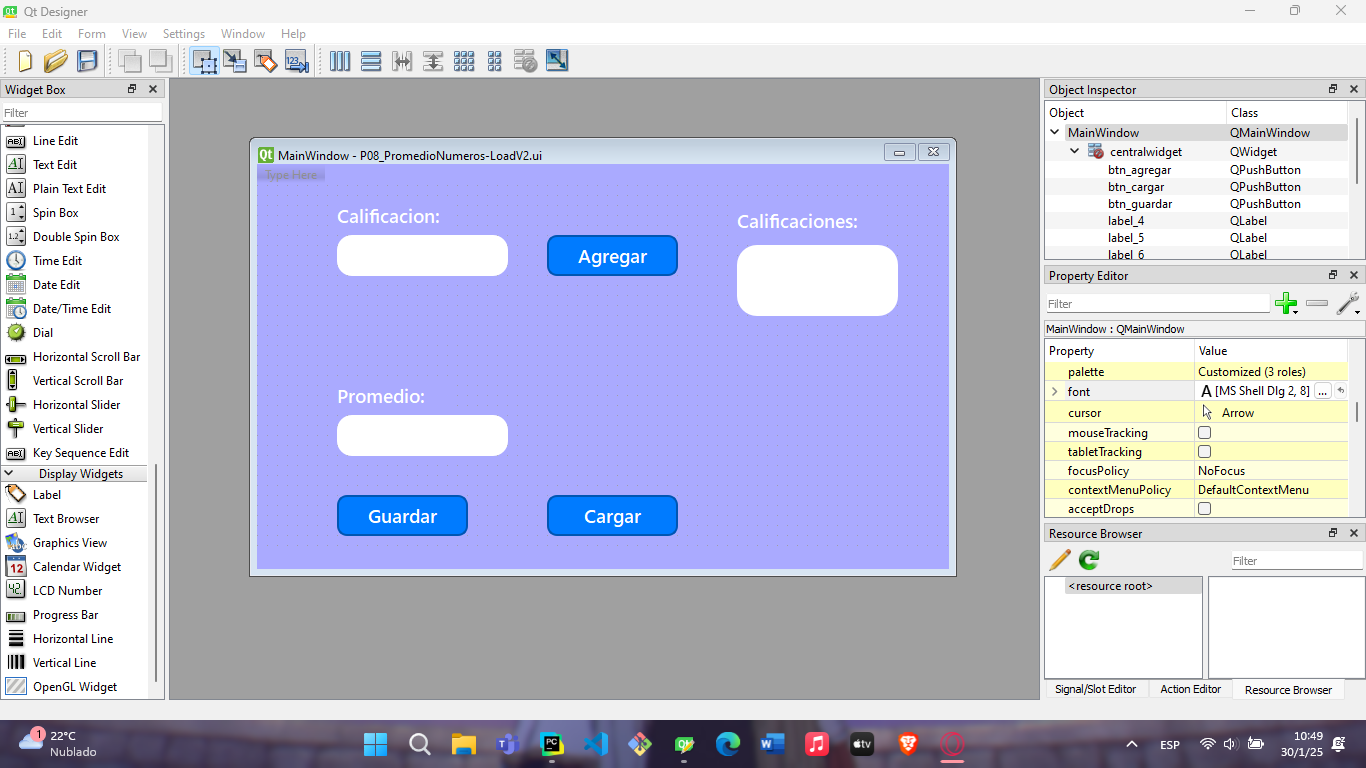 Qt Designer
File Edit Form View Settings Window Help
Widget Box
Filter
Line Edit
Text Edit
Plain Text Edit
Spin Box
Double Spin Box
Time Edit
Date Edit
Date/Time Edit
Dial
Horizontal Scroll Bar
Vertical Scroll Bar
Horizontal Slider
Vertical Slider
Key Sequence Edit
Display Widgets
Label
Text Browser
Graphics View
Calendar Widget
LCD Number
Progress Bar
Horizontal Line
Vertical Line
OpenGL Widget
MainWindow - P08_PromedioNumeros-LoadV2.ui
Type Here
Calificacion:
Agregar
Calificaciones:
Promedio:
Guardar
Cargar
Object Inspector
Object Class
MainWindow QMainWindow
centralwidget QWidget
btn_agregar QPushButton
btn_cargar QPushButton
btn_guardar QPushButton
label_4 QLabel
label_5 QLabel
label_6 QLabel
Property Editor
Filter
MainWindow : QMainWindow
Property Value
palette Customized (3 roles)
font A [MS Shell Dlg 2, 8] ...
cursor Arrow
mouseTracking
tabletTracking
focusPolicy NoFocus
contextMenuPolicy DefaultContextMenu
acceptDrops
Resource Browser
Filter
<resource root>
Signal/Slot Editor Action Editor Resource Browser
1
22°C
Nublado
ESP
10:49
30/1/25